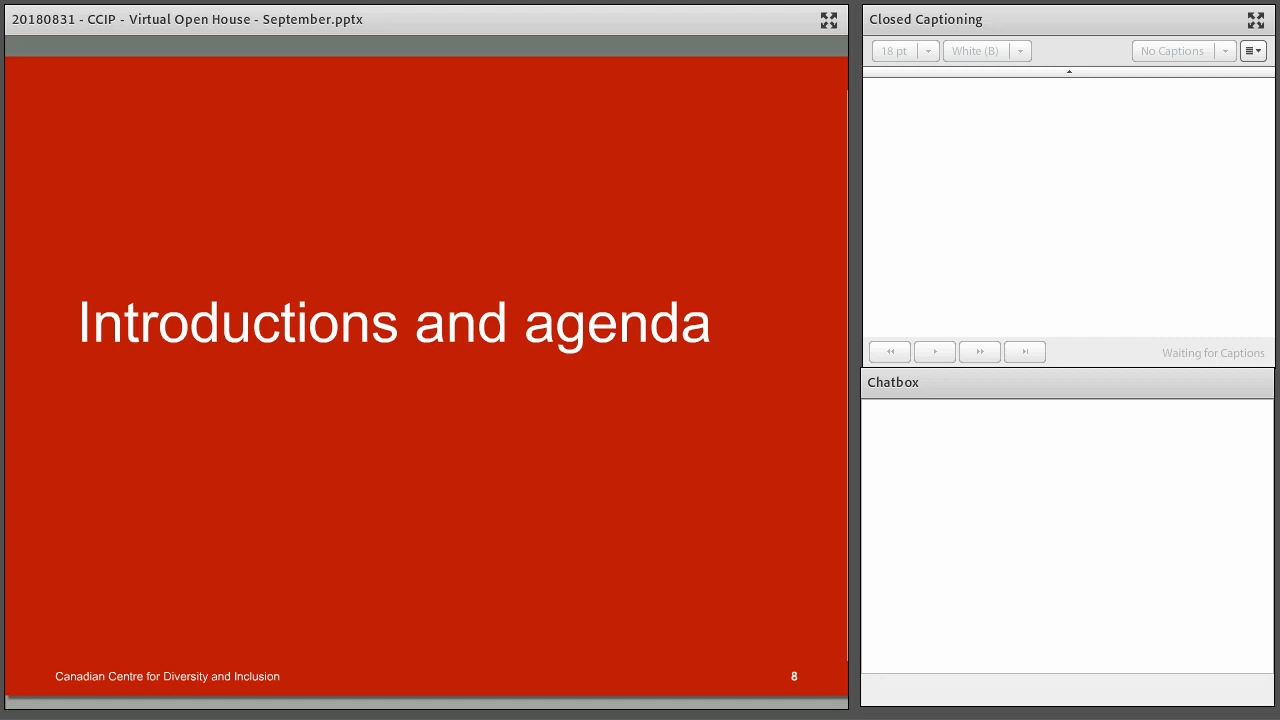 20180831 - CCIP - Virtual Open House - September.pptx
Introductions and agenda
Canadian Centre for Diversity and Inclusion
8
Closed Captioning
18 pt
White (B)
No Captions
Waiting for Captions
Chatbox